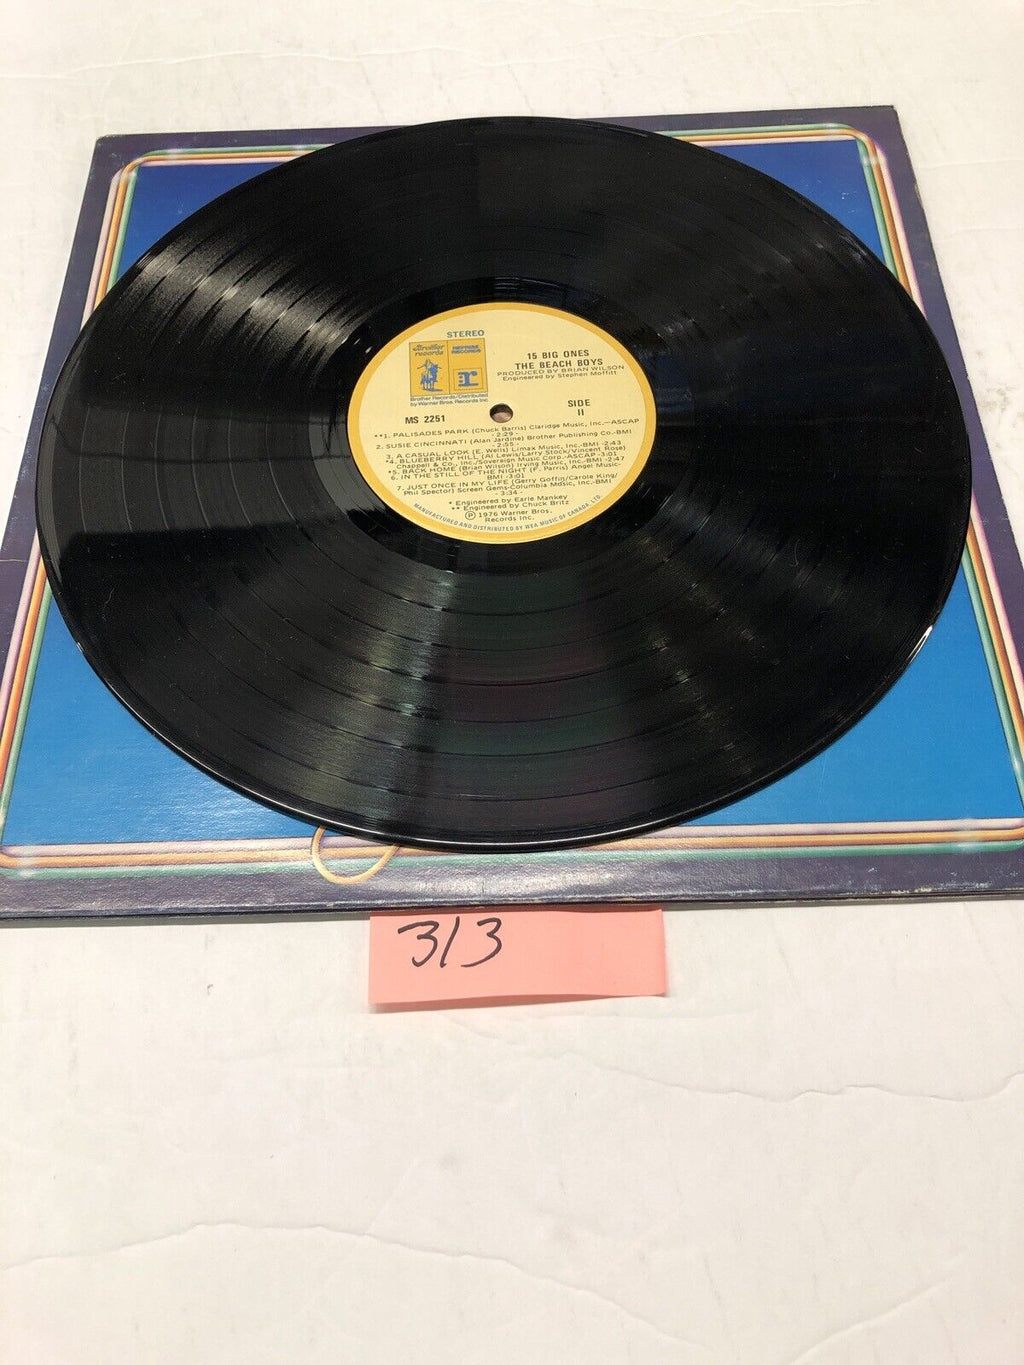 STEREO
Brother
records
REPRISE
RECORDS
r
Brother Records/Distributed
by Warner Bros. Records Inc
15 BIG ONES
THE BEACH BOYS
PRODUCED BY BRIAN WILSON
Engineered by Stephen Moffitt
MS 2251
SIDE
II
**1. PALISADES PARK (Chuck Barris) Claridge Music, Inc.—ASCAP
- 2:29 -
2. SUSIE CINCINNATI (Alan Jardine) Brother Publishing Co.-BMI
- 2:55 -
3. A CASUAL LOOK (E. Wells) Limax Music, Inc.-BMI -2:43
*4. BLUEBERRY HILL (Al Lewis/Larry Stock/Vincent Rose)
Chappell & Co., Inc./Sovereign Music Corp.-ASCAP -3:01
*5. BACK HOME (Brian Wilson) Irving Music, Inc.-BMI -2:47
6. IN THE STILL OF THE NIGHT (F. Parris) Angel Music-
BMI -3:01
7. JUST ONCE IN MY LIFE (Gerry Goffin/Carole King/
Phil Spector) Screen Gems-Columbia Music, Inc.-BMI
- 3:34 -
* Engineered by Earle Mankey
** Engineered by Chuck Britz
Ⓟ 1976 Warner Bros.
Records Inc.
MANUFACTURED AND DISTRIBUTED BY WEA MUSIC OF CANADA, LTD.
313